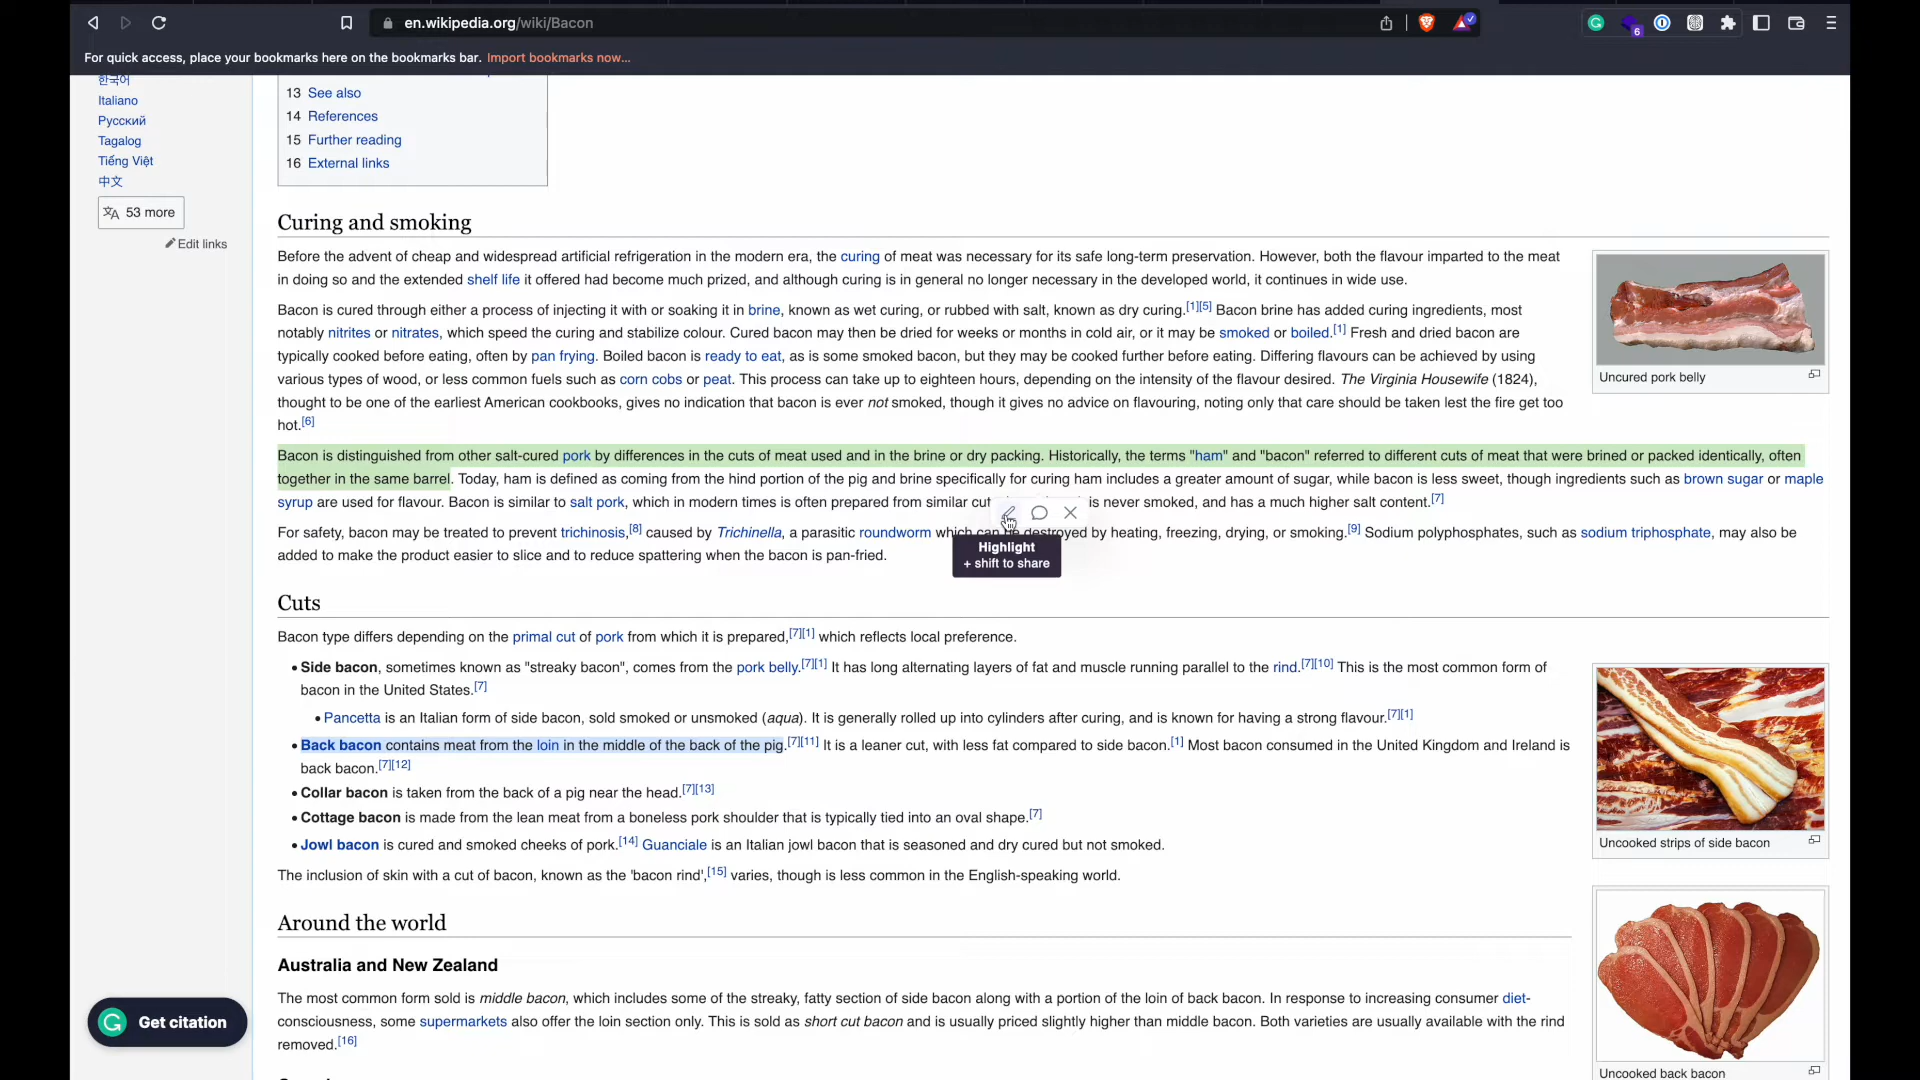 en.wikipedia.org/wiki/Bacon
6
For quick access, place your bookmarks here on the bookmarks bar. Import bookmarks now...
한국어
Italiano
Русский
Tagalog
Tiếng Việt
中文
53 more
Edit links
13 See also
14 References
15 Further reading
16 External links
Curing and smoking
Before the advent of cheap and widespread artificial refrigeration in the modern era, the curing of meat was necessary for its safe long-term preservation. However, both the flavour imparted to the meat
in doing so and the extended shelf life it offered had become much prized, and although curing is in general no longer necessary in the developed world, it continues in wide use.
Bacon is cured through either a process of injecting it with or soaking it in brine, known as wet curing, or rubbed with salt, known as dry curing.[1][5] Bacon brine has added curing ingredients, most
notably nitrites or nitrates, which speed the curing and stabilize colour. Cured bacon may then be dried for weeks or months in cold air, or it may be smoked or boiled.[1] Fresh and dried bacon are
typically cooked before eating, often by pan frying. Boiled bacon is ready to eat, as is some smoked bacon, but they may be cooked further before eating. Differing flavours can be achieved by using
various types of wood, or less common fuels such as corn cobs or peat. This process can take up to eighteen hours, depending on the intensity of the flavour desired. The Virginia Housewife (1824),
thought to be one of the earliest American cookbooks, gives no indication that bacon is ever not smoked, though it gives no advice on flavouring, noting only that care should be taken lest the fire get too
hot.[6]
Uncured pork belly
Bacon is distinguished from other salt-cured pork by differences in the cuts of meat used and in the brine or dry packing. Historically, the terms "ham" and "bacon" referred to different cuts of meat that were brined or packed identically, often
together in the same barrel. Today, ham is defined as coming from the hind portion of the pig and brine specifically for curing ham includes a greater amount of sugar, while bacon is less sweet, though ingredients such as brown sugar or maple
syrup are used for flavour. Bacon is similar to salt pork, which in modern times is often prepared from similar cut is never smoked, and has a much higher salt content.[7]
For safety, bacon may be treated to prevent trichinosis,[8] caused by Trichinella, a parasitic roundworm which can be destroyed by heating, freezing, drying, or smoking.[9] Sodium polyphosphates, such as sodium triphosphate, may also be
added to make the product easier to slice and to reduce spattering when the bacon is pan-fried.
Highlight
+ shift to share
Cuts
Bacon type differs depending on the primal cut of pork from which it is prepared,[7][1] which reflects local preference.
• Side bacon, sometimes known as "streaky bacon", comes from the pork belly.[7][1] It has long alternating layers of fat and muscle running parallel to the rind.[7][10] This is the most common form of
bacon in the United States.[7]
• Pancetta is an Italian form of side bacon, sold smoked or unsmoked (aqua). It is generally rolled up into cylinders after curing, and is known for having a strong flavour.[7][1]
• Back bacon contains meat from the loin in the middle of the back of the pig.[7][11] It is a leaner cut, with less fat compared to side bacon.[1] Most bacon consumed in the United Kingdom and Ireland is
back bacon.[7][12]
• Collar bacon is taken from the back of a pig near the head.[7][13]
• Cottage bacon is made from the lean meat from a boneless pork shoulder that is typically tied into an oval shape.[7]
• Jowl bacon is cured and smoked cheeks of pork.[14] Guanciale is an Italian jowl bacon that is seasoned and dry cured but not smoked.
The inclusion of skin with a cut of bacon, known as the 'bacon rind',[15] varies, though is less common in the English-speaking world.
Uncooked strips of side bacon
Around the world
Australia and New Zealand
The most common form sold is middle bacon, which includes some of the streaky, fatty section of side bacon along with a portion of the loin of back bacon. In response to increasing consumer diet-
consciousness, some supermarkets also offer the loin section only. This is sold as short cut bacon and is usually priced slightly higher than middle bacon. Both varieties are usually available with the rind
removed.[16]
Uncooked back bacon
Get citation